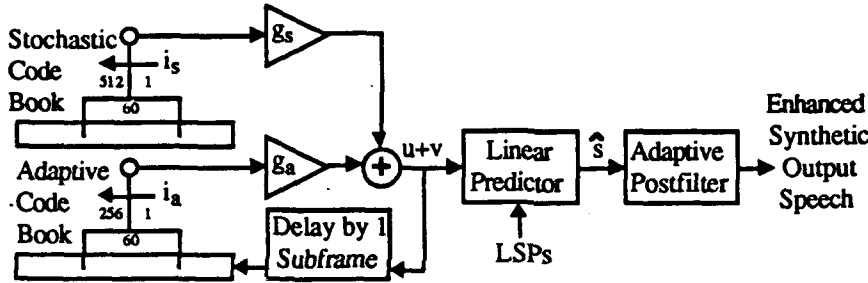 Stochastic
Code
Book
i_s
512 1
60
g_s
Adaptive
Code
Book
i_a
256 1
60
g_a
Delay by 1
Subframe
+
u+v
Linear
Predictor
LSPs
ŝ
Adaptive
Postfilter
Enhanced
Synthetic
Output
Speech